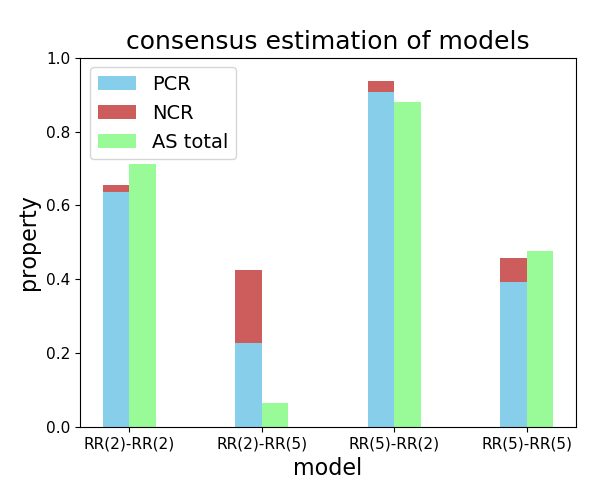 consensus estimation of models
PCR
NCR
AS total
property
1.0
0.8
0.6
0.4
0.2
0.0
RR(2)-RR(2) RR(2)-RR(5) RR(5)-RR(2) RR(5)-RR(5)
model